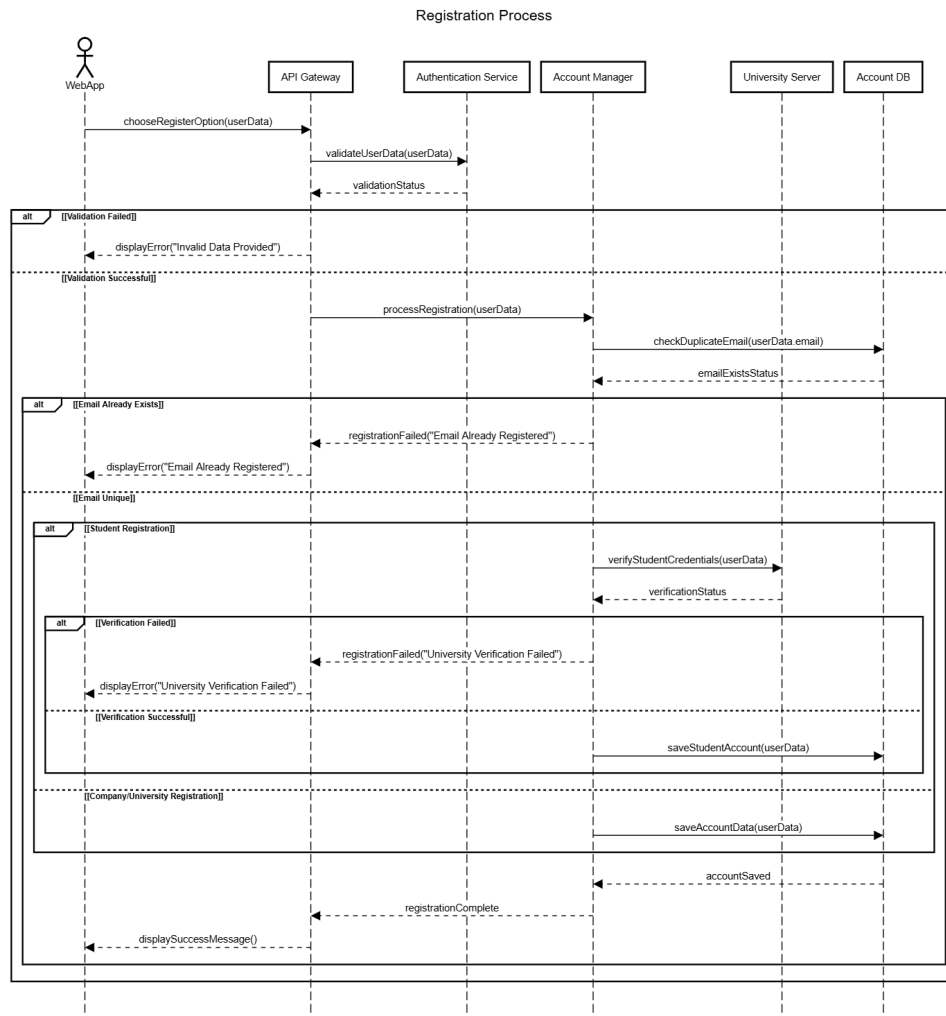 Registration Process
WebApp
API Gateway
Authentication Service
Account Manager
University Server
Account DB
chooseRegisterOption(userData)
validateUserData(userData)
validationStatus
alt [[Validation Failed]]
displayError("Invalid Data Provided")
[[Validation Successful]]
processRegistration(userData)
checkDuplicateEmail(userData.email)
emailExistsStatus
alt [[Email Already Exists]]
registrationFailed("Email Already Registered")
displayError("Email Already Registered")
[[Email Unique]]
alt [[Student Registration]]
verifyStudentCredentials(userData)
verificationStatus
alt [[Verification Failed]]
registrationFailed("University Verification Failed")
displayError("University Verification Failed")
[[Verification Successful]]
saveStudentAccount(userData)
[[Company/University Registration]]
saveAccountData(userData)
accountSaved
registrationComplete
displaySuccessMessage()